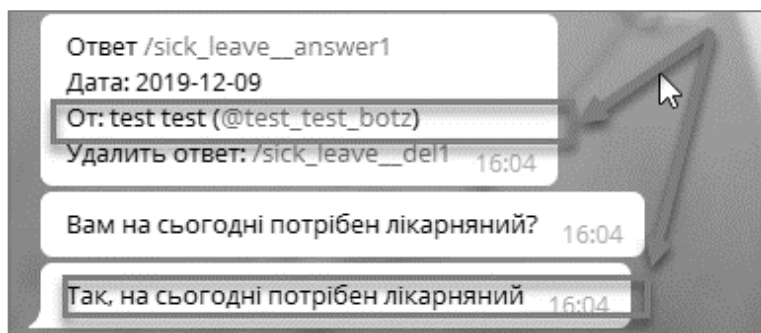 Ответ /sick_leave__answer1
Дата: 2019-12-09
От: test test (@test_test_botz)
Удалить ответ: /sick_leave__del1 16:04
Вам на сьогодні потрібен лікарняний? 16:04
Так, на сьогодні потрібен лікарняний 16:04